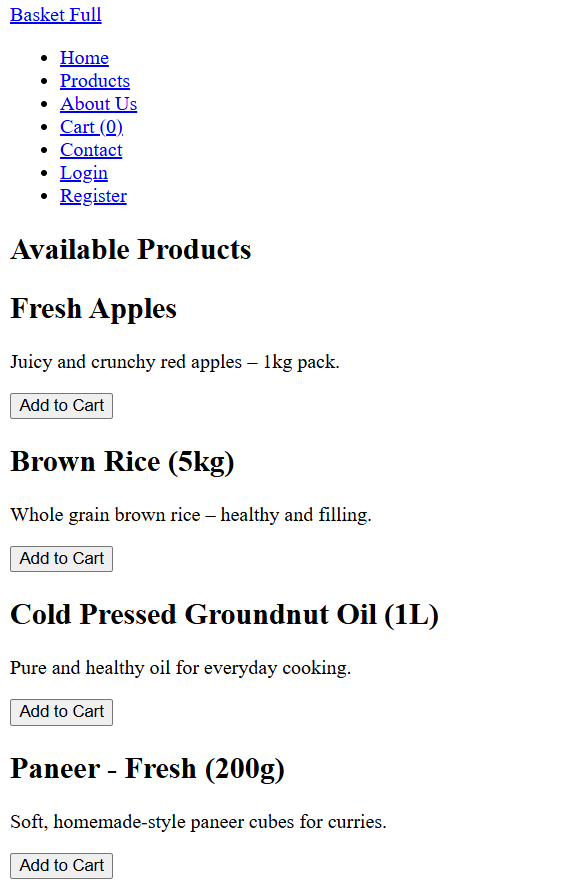 Basket Full
Home
Products
About Us
Cart (0)
Contact
Login
Register
Available Products
Fresh Apples
Juicy and crunchy red apples – 1kg pack.
Add to Cart
Brown Rice (5kg)
Whole grain brown rice – healthy and filling.
Add to Cart
Cold Pressed Groundnut Oil (1L)
Pure and healthy oil for everyday cooking.
Add to Cart
Paneer - Fresh (200g)
Soft, homemade-style paneer cubes for curries.
Add to Cart